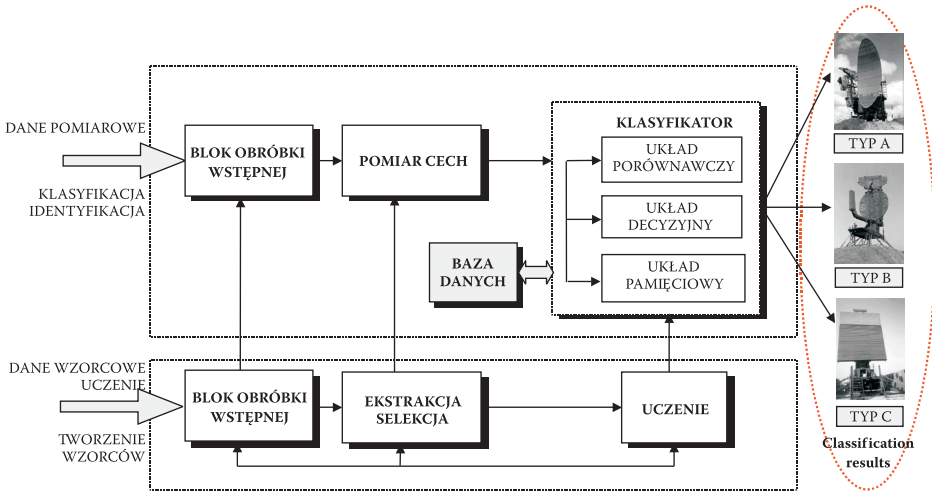 DANE POMIAROWE
KLASYFIKACJA
IDENTYFIKACJA
BLOK OBRÓBKI
WSTĘPNEJ
POMIAR CECH
KLASYFIKATOR
UKŁAD
PORÓWNAWCZY
UKŁAD
DECYZYJNY
UKŁAD
PAMIĘCIOWY
BAZA
DANYCH
TYP A
TYP B
TYP C
Classification
results
DANE WZORCOWE
UCZENIE
TWORZENIE
WZORCÓW
BLOK OBRÓBKI
WSTĘPNEJ
EKSTRAKCJA
SELEKCJA
UCZENIE